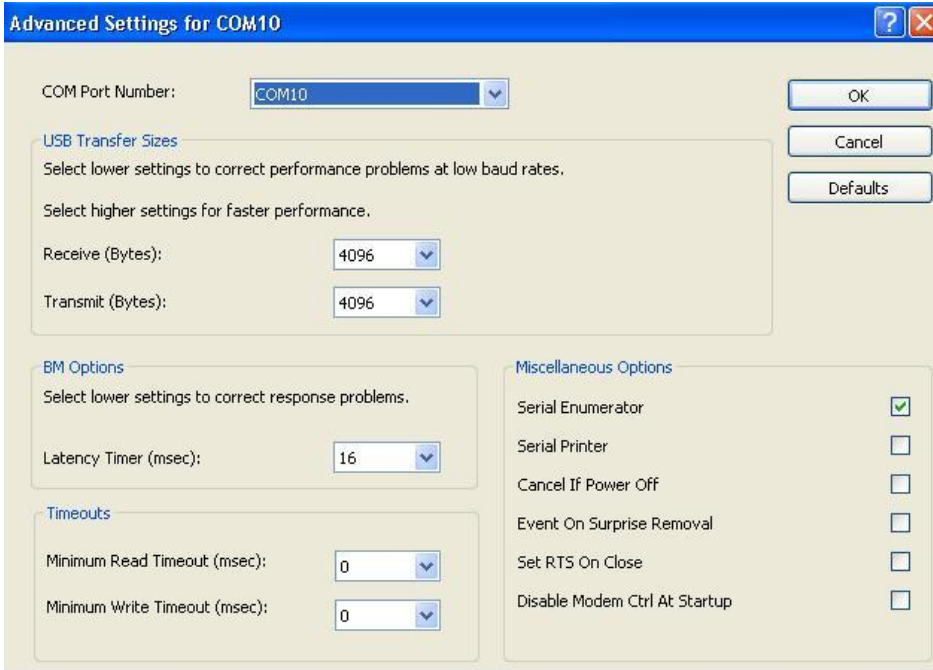 Advanced Settings for COM10
COM Port Number:
COM10
OK
Cancel
Defaults
USB Transfer Sizes
Select lower settings to correct performance problems at low baud rates.
Select higher settings for faster performance.
Receive (Bytes):
4096
Transmit (Bytes):
4096
BM Options
Select lower settings to correct response problems.
Latency Timer (msec):
16
Timeouts
Minimum Read Timeout (msec):
0
Minimum Write Timeout (msec):
0
Miscellaneous Options
Serial Enumerator
Serial Printer
Cancel If Power Off
Event On Surprise Removal
Set RTS On Close
Disable Modem Ctrl At Startup